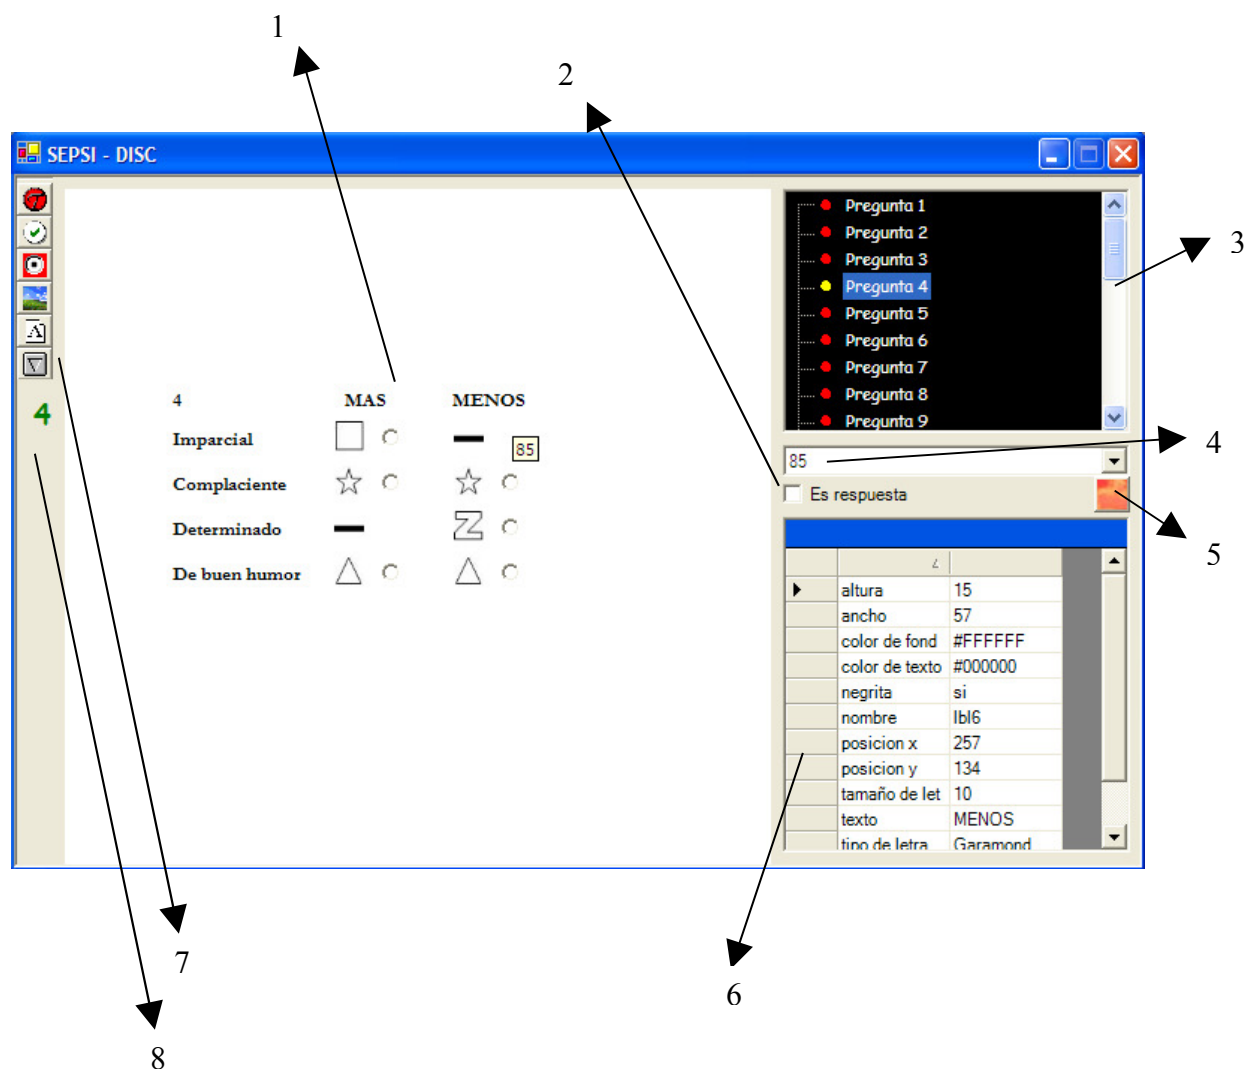 1
2
SEPSI - DISC
Pregunta 1
Pregunta 2
3
Pregunta 3
Pregunta 4
Pregunta 5
Pregunta 6
Pregunta 7
Pregunta 8
Pregunta 9
4
4 MAS MENOS
Imparcial
85
Complaciente
Determinado
De buen humor
85
4
Es respuesta
5
altura 15
ancho 57
color de fond #FFFFFF
color de texto #000000
negrita si
nombre lbl6
posicion x 257
posicion y 134
tamaño de let 10
texto MENOS
tipo de letra Garamond
7
6
8